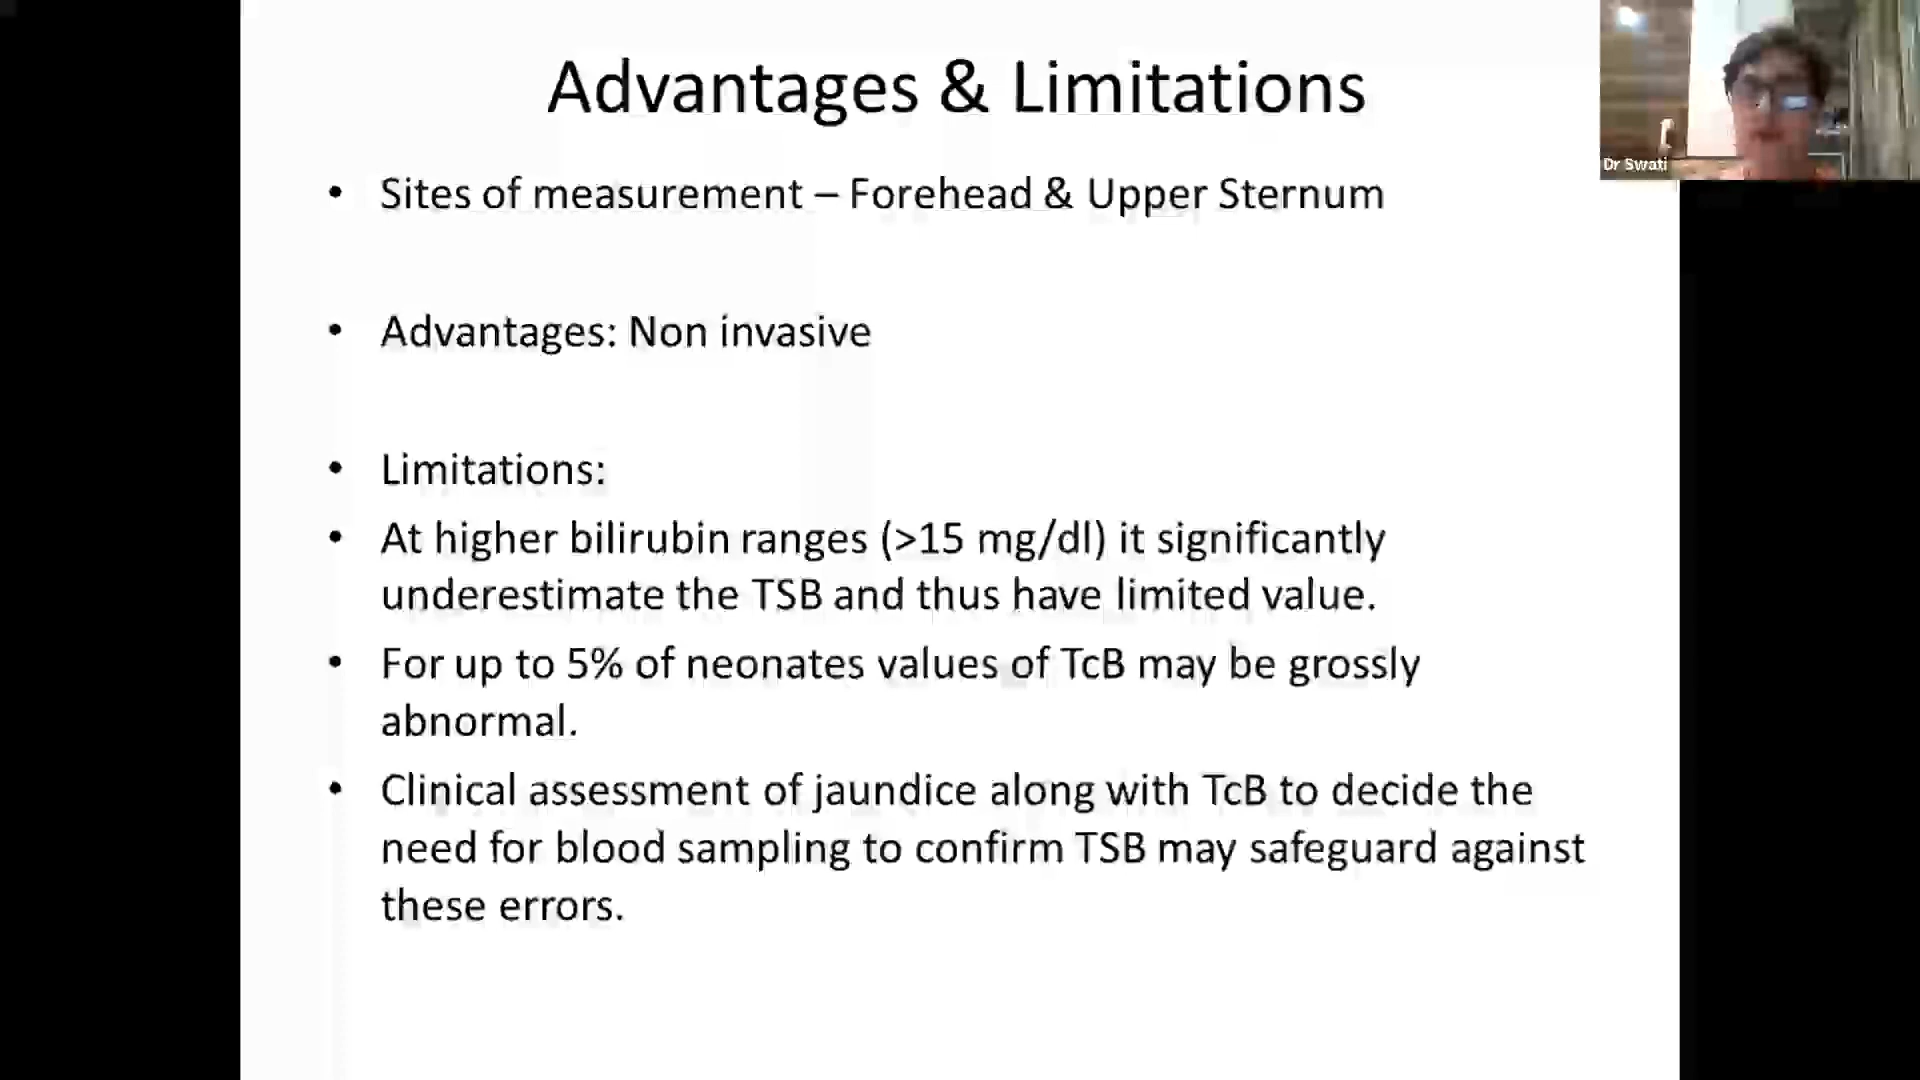 Advantages & Limitations
Dr Swati
• Sites of measurement – Forehead & Upper Sternum
• Advantages: Non invasive
• Limitations:
• At higher bilirubin ranges (>15 mg/dl) it significantly
underestimate the TSB and thus have limited value.
• For up to 5% of neonates values of TcB may be grossly
abnormal.
• Clinical assessment of jaundice along with TcB to decide the
need for blood sampling to confirm TSB may safeguard against
these errors.